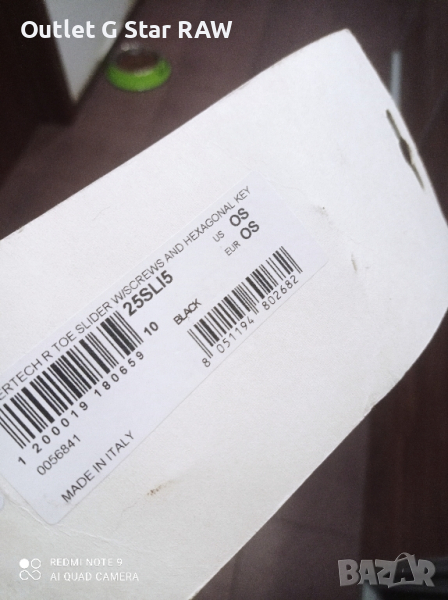 Outlet G Star RAW
ERTECH R TOE SLIDER W/SCREWS AND HEXAGONAL KEY
25SLI5
US OS
EUR OS
1 200019 180659 10
BLACK
8 051194 802682
0056841
MADE IN ITALY
REDMI NOTE 9
AI QUAD CAMERA
BAZAR